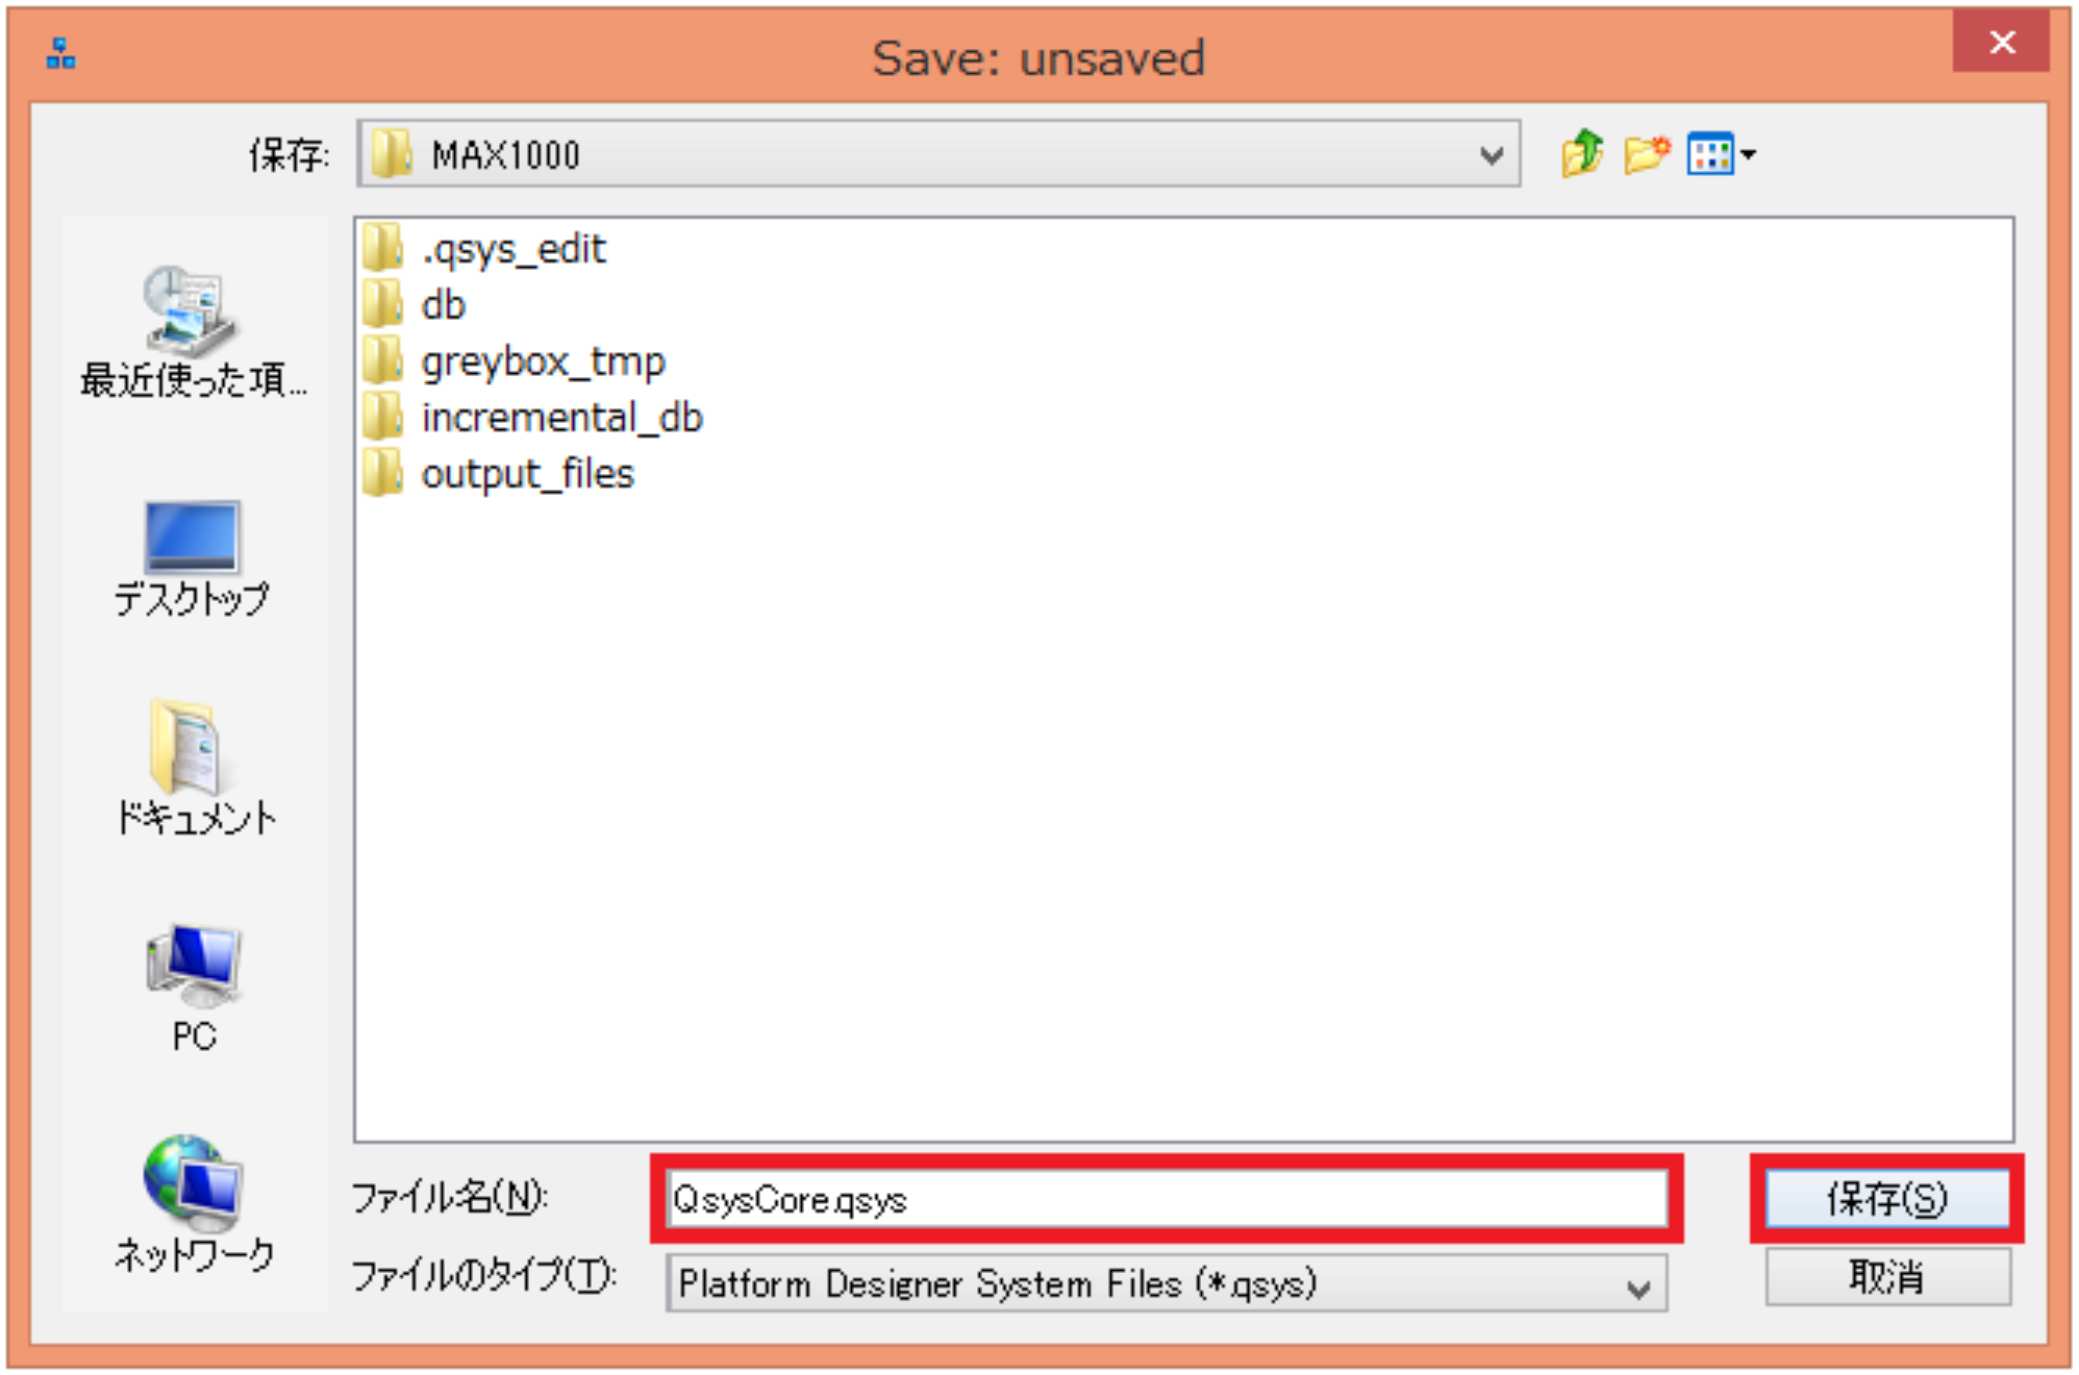 Save: unsaved
保存:
MAX1000
最近使った項...
デスクトップ
ドキュメント
PC
ネットワーク
.qsys_edit
db
greybox_tmp
incremental_db
output_files
ファイル名(N):
QsysCore.qsys
保存(S)
ファイルのタイプ(T):
Platform Designer System Files (*.qsys)
取消